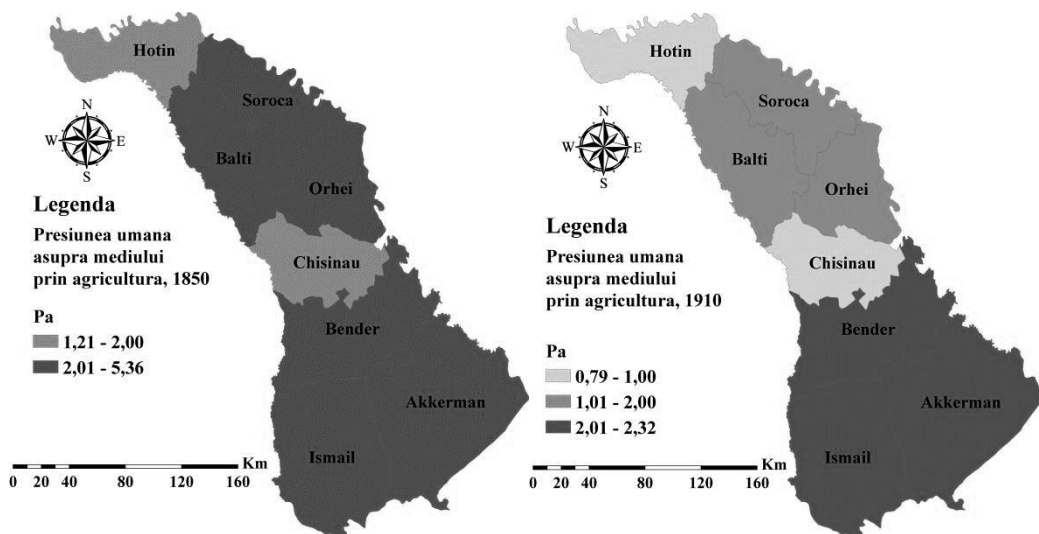 Hotin
Soroca
Balti
Orhei
Chisinau
Bender
Akkerman
Ismail
N
W E
S
Legenda
Presiunea umana
asupra mediului
prin agricultura, 1850
Pa
1,21 - 2,00
2,01 - 5,36
Km
0 20 40 80 120 160
Hotin
Soroca
Balti
Orhei
Chisinau
Bender
Akkerman
Ismail
N
W E
S
Legenda
Presiunea umana
asupra mediului
prin agricultura, 1910
Pa
0,79 - 1,00
1,01 - 2,00
2,01 - 2,32
Km
0 20 40 80 120 160